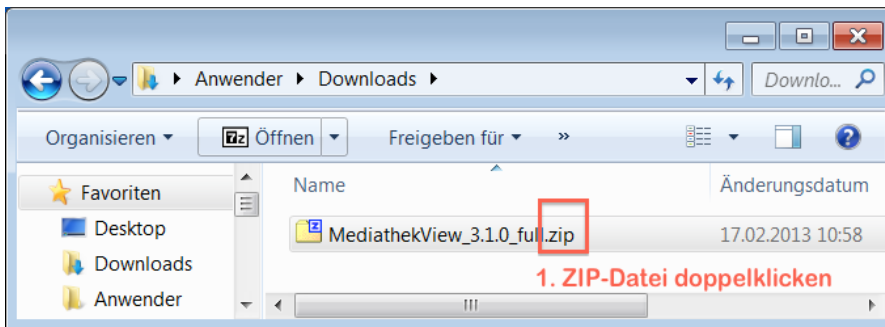 Anwender Downloads
Downlo...
Organisieren 7z Öffnen Freigeben für »
Favoriten
Desktop
Downloads
Anwender
Name Änderungsdatum
MediathekView_3.1.0_full.zip 17.02.2013 10:58
1. ZIP-Datei doppelklicken